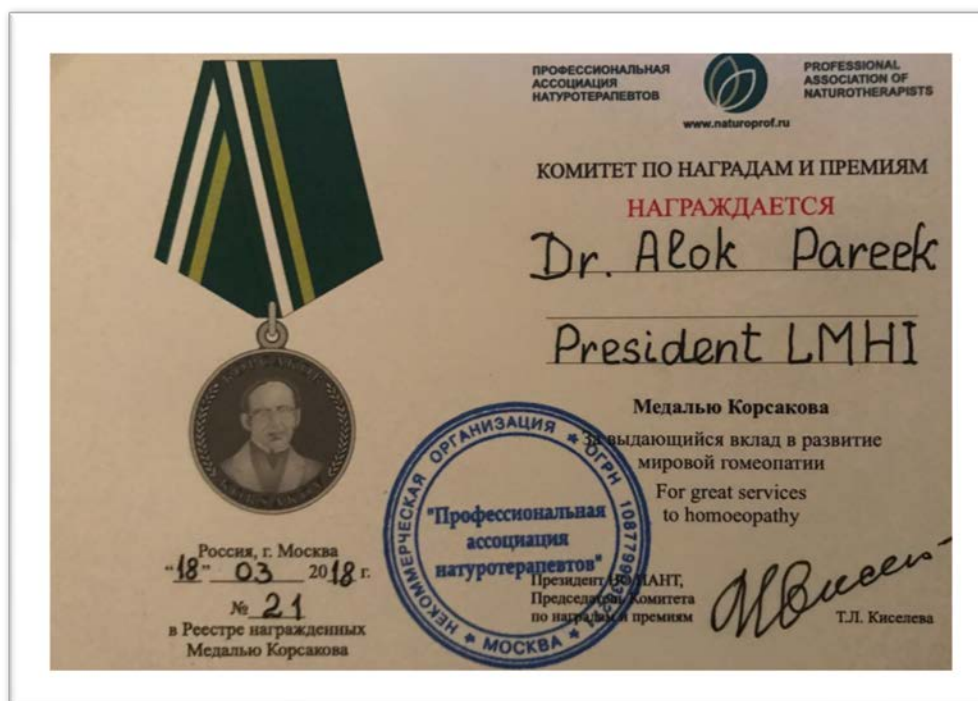 ПРОФЕССИОНАЛЬНАЯ
АССОЦИАЦИЯ
НАТУРОТЕРАПЕВТОВ
PROFESSIONAL
ASSOCIATION OF
NATUROTHERAPISTS
www.naturoprof.ru
КОМИТЕТ ПО НАГРАДАМ И ПРЕМИЯМ
НАГРАЖДАЕТСЯ
Dr. Alok Pareek
President LMHI
Медалью Корсакова
За выдающийся вклад в развитие
мировой гомеопатии
For great services
to homoeopathy
Россия, г. Москва
"18" 03 2018 г.
№ 21
в Реестре награжденных
Медалью Корсакова
НЕКОММЕРЧЕСКАЯ ОРГАНИЗАЦИЯ * ОГРН
* МОСКВА *
"Профессиональная
ассоциация
натуротерапевтов"
Президент ПАНТ,
Председатель Комитета
по наградам и премиям
Т.Л. Киселева